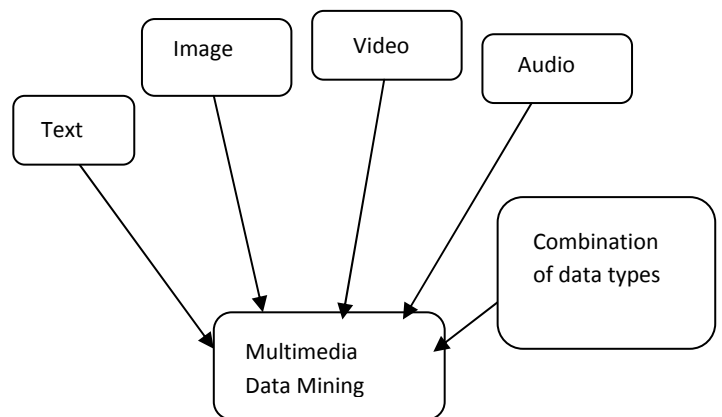 Image
Video
Audio
Text
Combination
of data types
Multimedia
Data Mining